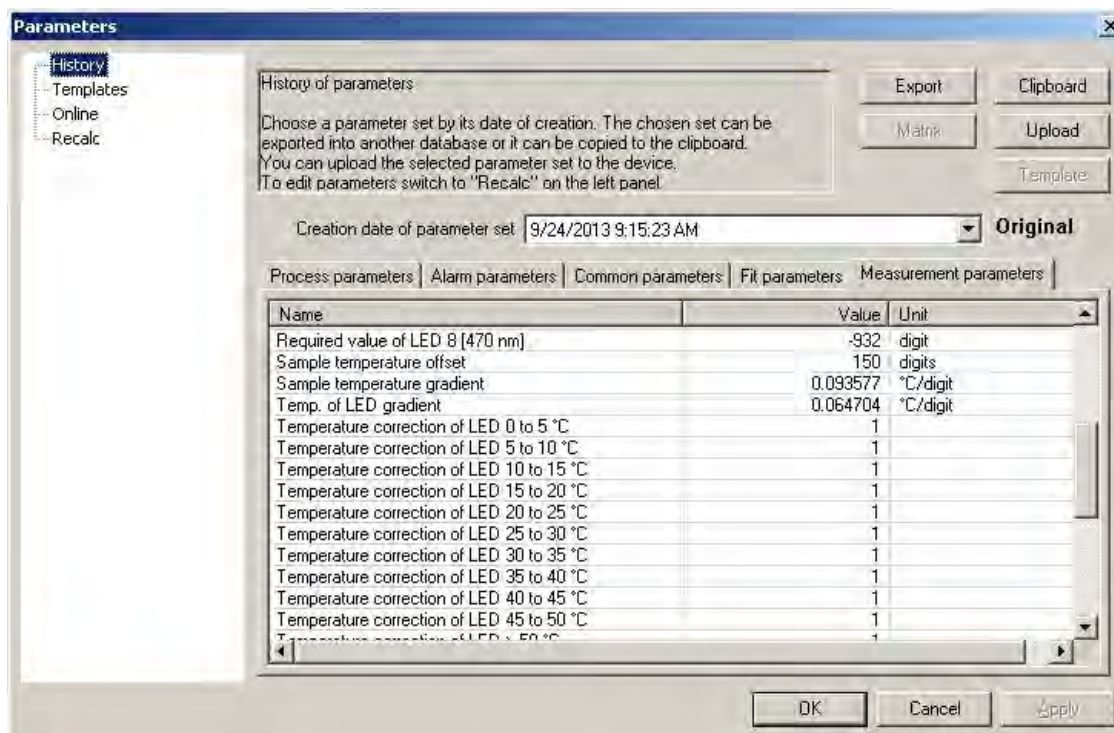 Parameters
History
Templates
Online
Recalc
History of parameters
Choose a parameter set by its date of creation. The chosen set can be
exported into another database or it can be copied to the clipboard.
You can upload the selected parameter set to the device.
To edit parameters switch to "Recalc" on the left panel
Export Clipboard
Matrix Upload
Template
Creation date of parameter set 9/24/2013 9:15:23 AM Original
Process parameters Alarm parameters Common parameters Fit parameters Measurement parameters
Name Value Unit
Required value of LED 8 [470 nm] -932 digit
Sample temperature offset 150 digits
Sample temperature gradient 0.093577 °C/digit
Temp. of LED gradient 0.064704 °C/digit
Temperature correction of LED 0 to 5 °C 1
Temperature correction of LED 5 to 10 °C 1
Temperature correction of LED 10 to 15 °C 1
Temperature correction of LED 15 to 20 °C 1
Temperature correction of LED 20 to 25 °C 1
Temperature correction of LED 25 to 30 °C 1
Temperature correction of LED 30 to 35 °C 1
Temperature correction of LED 35 to 40 °C 1
Temperature correction of LED 40 to 45 °C 1
Temperature correction of LED 45 to 50 °C 1
Temperature correction of LED > 50 °C 1
OK Cancel Apply